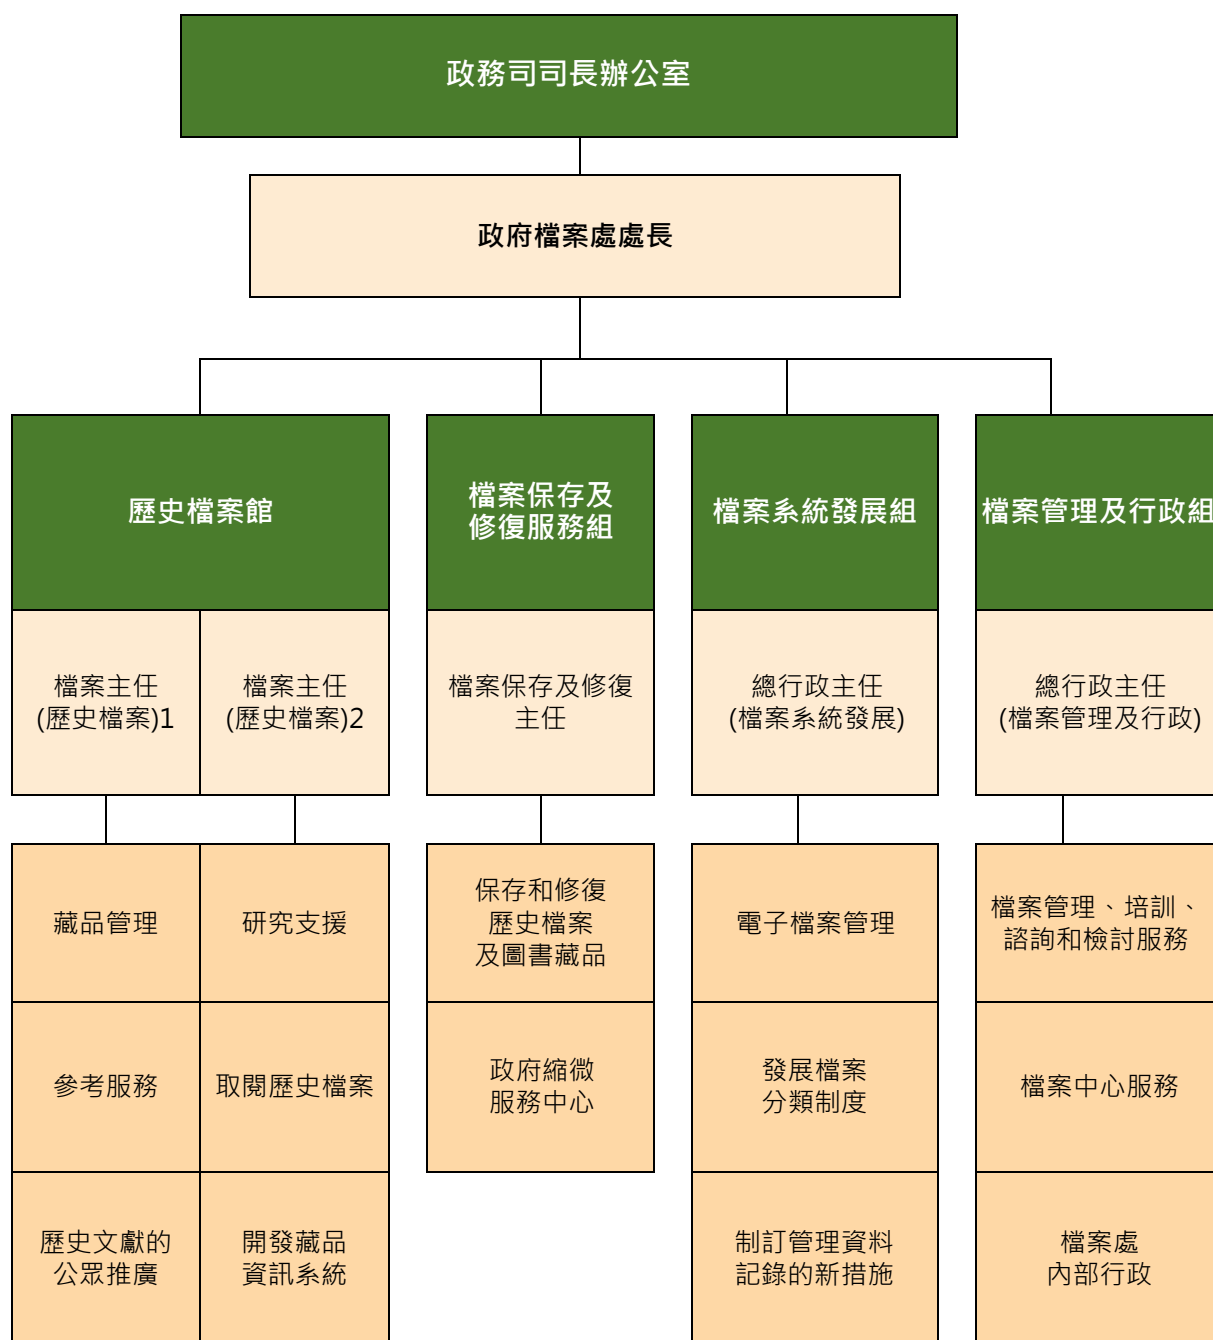 政務司司長辦公室
政府檔案處處長
歷史檔案館
檔案保存及
修復服務組
檔案系統發展組
檔案管理及行政組
檔案主任
(歷史檔案)1
檔案主任
(歷史檔案)2
檔案保存及修復
主任
總行政主任
(檔案系統發展)
總行政主任
(檔案管理及行政)
藏品管理
研究支援
保存和修復
歷史檔案
及圖書藏品
電子檔案管理
檔案管理、培訓、
諮詢和檢討服務
參考服務
取閱歷史檔案
政府縮微
服務中心
發展檔案
分類制度
檔案中心服務
歷史文獻的
公眾推廣
開發藏品
資訊系統
制訂管理資料
記錄的新措施
檔案處
內部行政